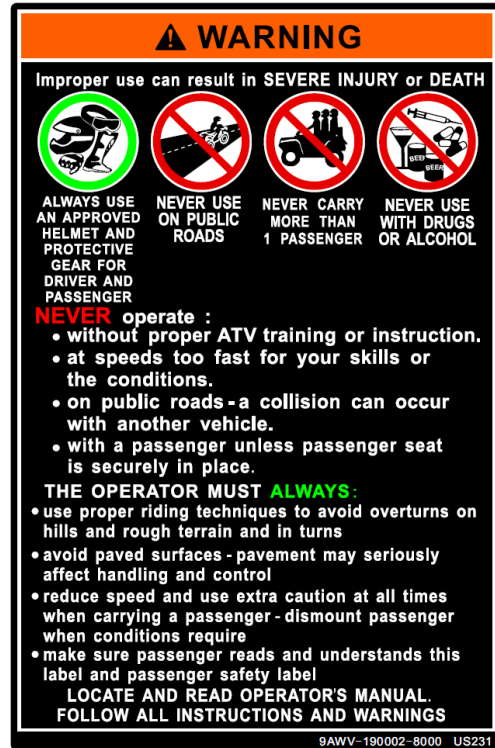 WARNING
Improper use can result in SEVERE INJURY or DEATH
ALWAYS USE
AN APPROVED
HELMET AND
PROTECTIVE
GEAR FOR
DRIVER AND
PASSENGER
NEVER USE
ON PUBLIC
ROADS
NEVER CARRY
MORE THAN
1 PASSENGER
BEER
BEER
NEVER USE
WITH DRUGS
OR ALCOHOL
NEVER operate :
• without proper ATV training or instruction.
• at speeds too fast for your skills or
the conditions.
• on public roads - a collision can occur
with another vehicle.
• with a passenger unless passenger seat
is securely in place.
THE OPERATOR MUST ALWAYS:
• use proper riding techniques to avoid overturns on
hills and rough terrain and in turns
• avoid paved surfaces - pavement may seriously
affect handling and control
• reduce speed and use extra caution at all times
when carrying a passenger - dismount passenger
when conditions require
• make sure passenger reads and understands this
label and passenger safety label
LOCATE AND READ OPERATOR'S MANUAL.
FOLLOW ALL INSTRUCTIONS AND WARNINGS
9AWV-190002-8000 US231